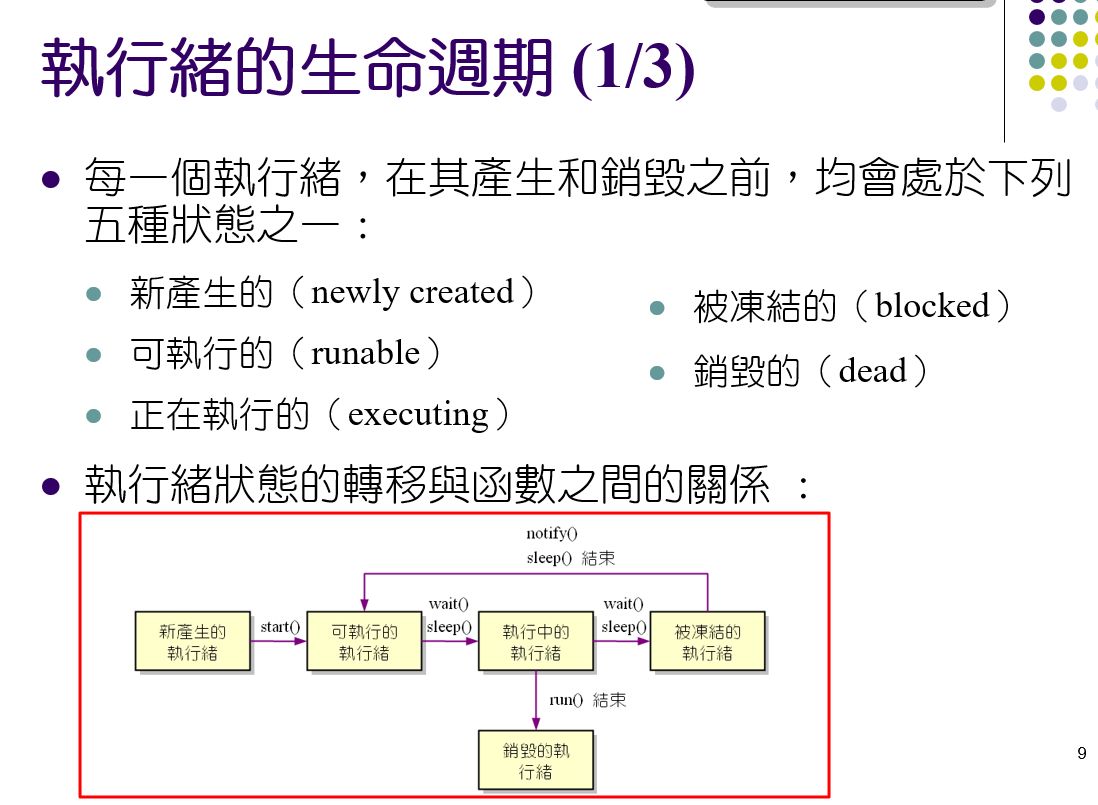 執行緒的生命週期 (1/3)
每一個執行緒，在其產生和銷毀之前，均會處於下列
五種狀態之一：
新產生的（newly created）
可執行的（runable）
正在執行的（executing）
被凍結的（blocked）
銷毀的（dead）
執行緒狀態的轉移與函數之間的關係 ：
notify()
sleep() 結束
新產生的
執行緒
start()
可執行的
執行緒
wait()
sleep()
執行中的
執行緒
wait()
sleep()
被凍結的
執行緒
run() 結束
銷毀的執
行緒
9